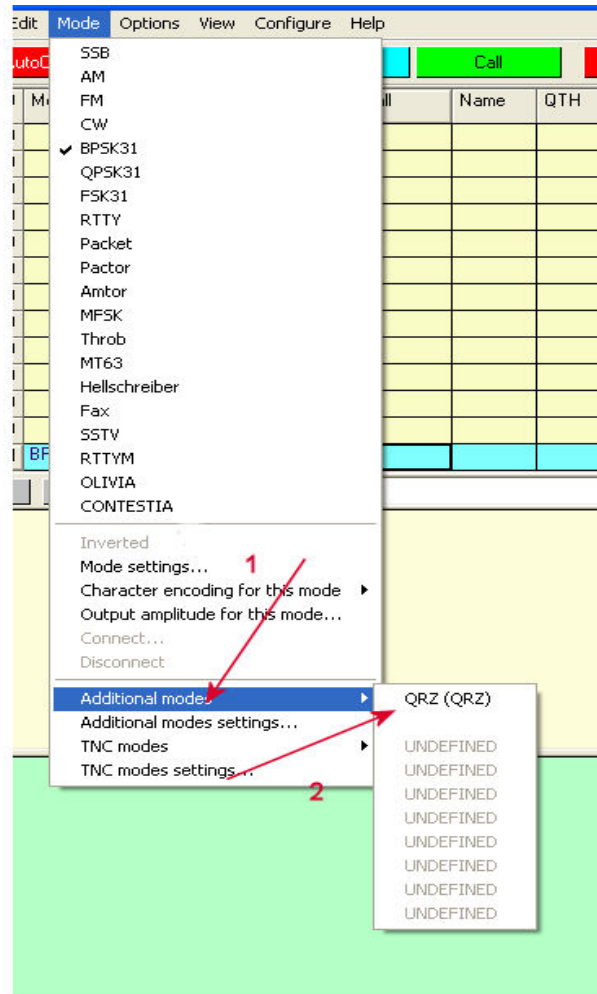 Edit Mode Options View Configure Help
Call
Name QTH
SSB
AM
FM
CW
BPSK31
QPSK31
FSK31
RTTY
Packet
Pactor
Amtor
MFSK
Throb
MT63
Hellschreiber
Fax
SSTV
BP RTTYM
OLIVIA
CONTESTIA
Inverted
Mode settings... 1
Character encoding for this mode
Output amplitude for this mode...
Connect...
Disconnect
Additional modes QRZ (QRZ)
Additional modes settings...
TNC modes UNDEFINED
TNC modes settings... UNDEFINED
2 UNDEFINED
UNDEFINED
UNDEFINED
UNDEFINED
UNDEFINED
UNDEFINED